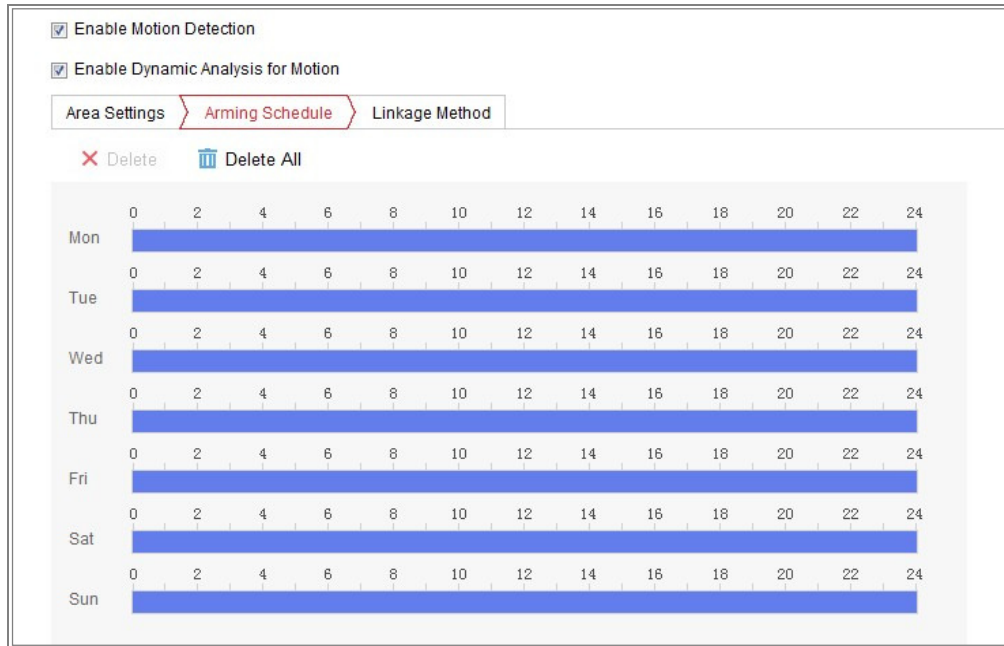 Enable Motion Detection
Enable Dynamic Analysis for Motion
Area Settings Arming Schedule Linkage Method
Delete Delete All
0 2 4 6 8 10 12 14 16 18 20 22 24
Mon
0 2 4 6 8 10 12 14 16 18 20 22 24
Tue
0 2 4 6 8 10 12 14 16 18 20 22 24
Wed
0 2 4 6 8 10 12 14 16 18 20 22 24
Thu
0 2 4 6 8 10 12 14 16 18 20 22 24
Fri
0 2 4 6 8 10 12 14 16 18 20 22 24
Sat
0 2 4 6 8 10 12 14 16 18 20 22 24
Sun